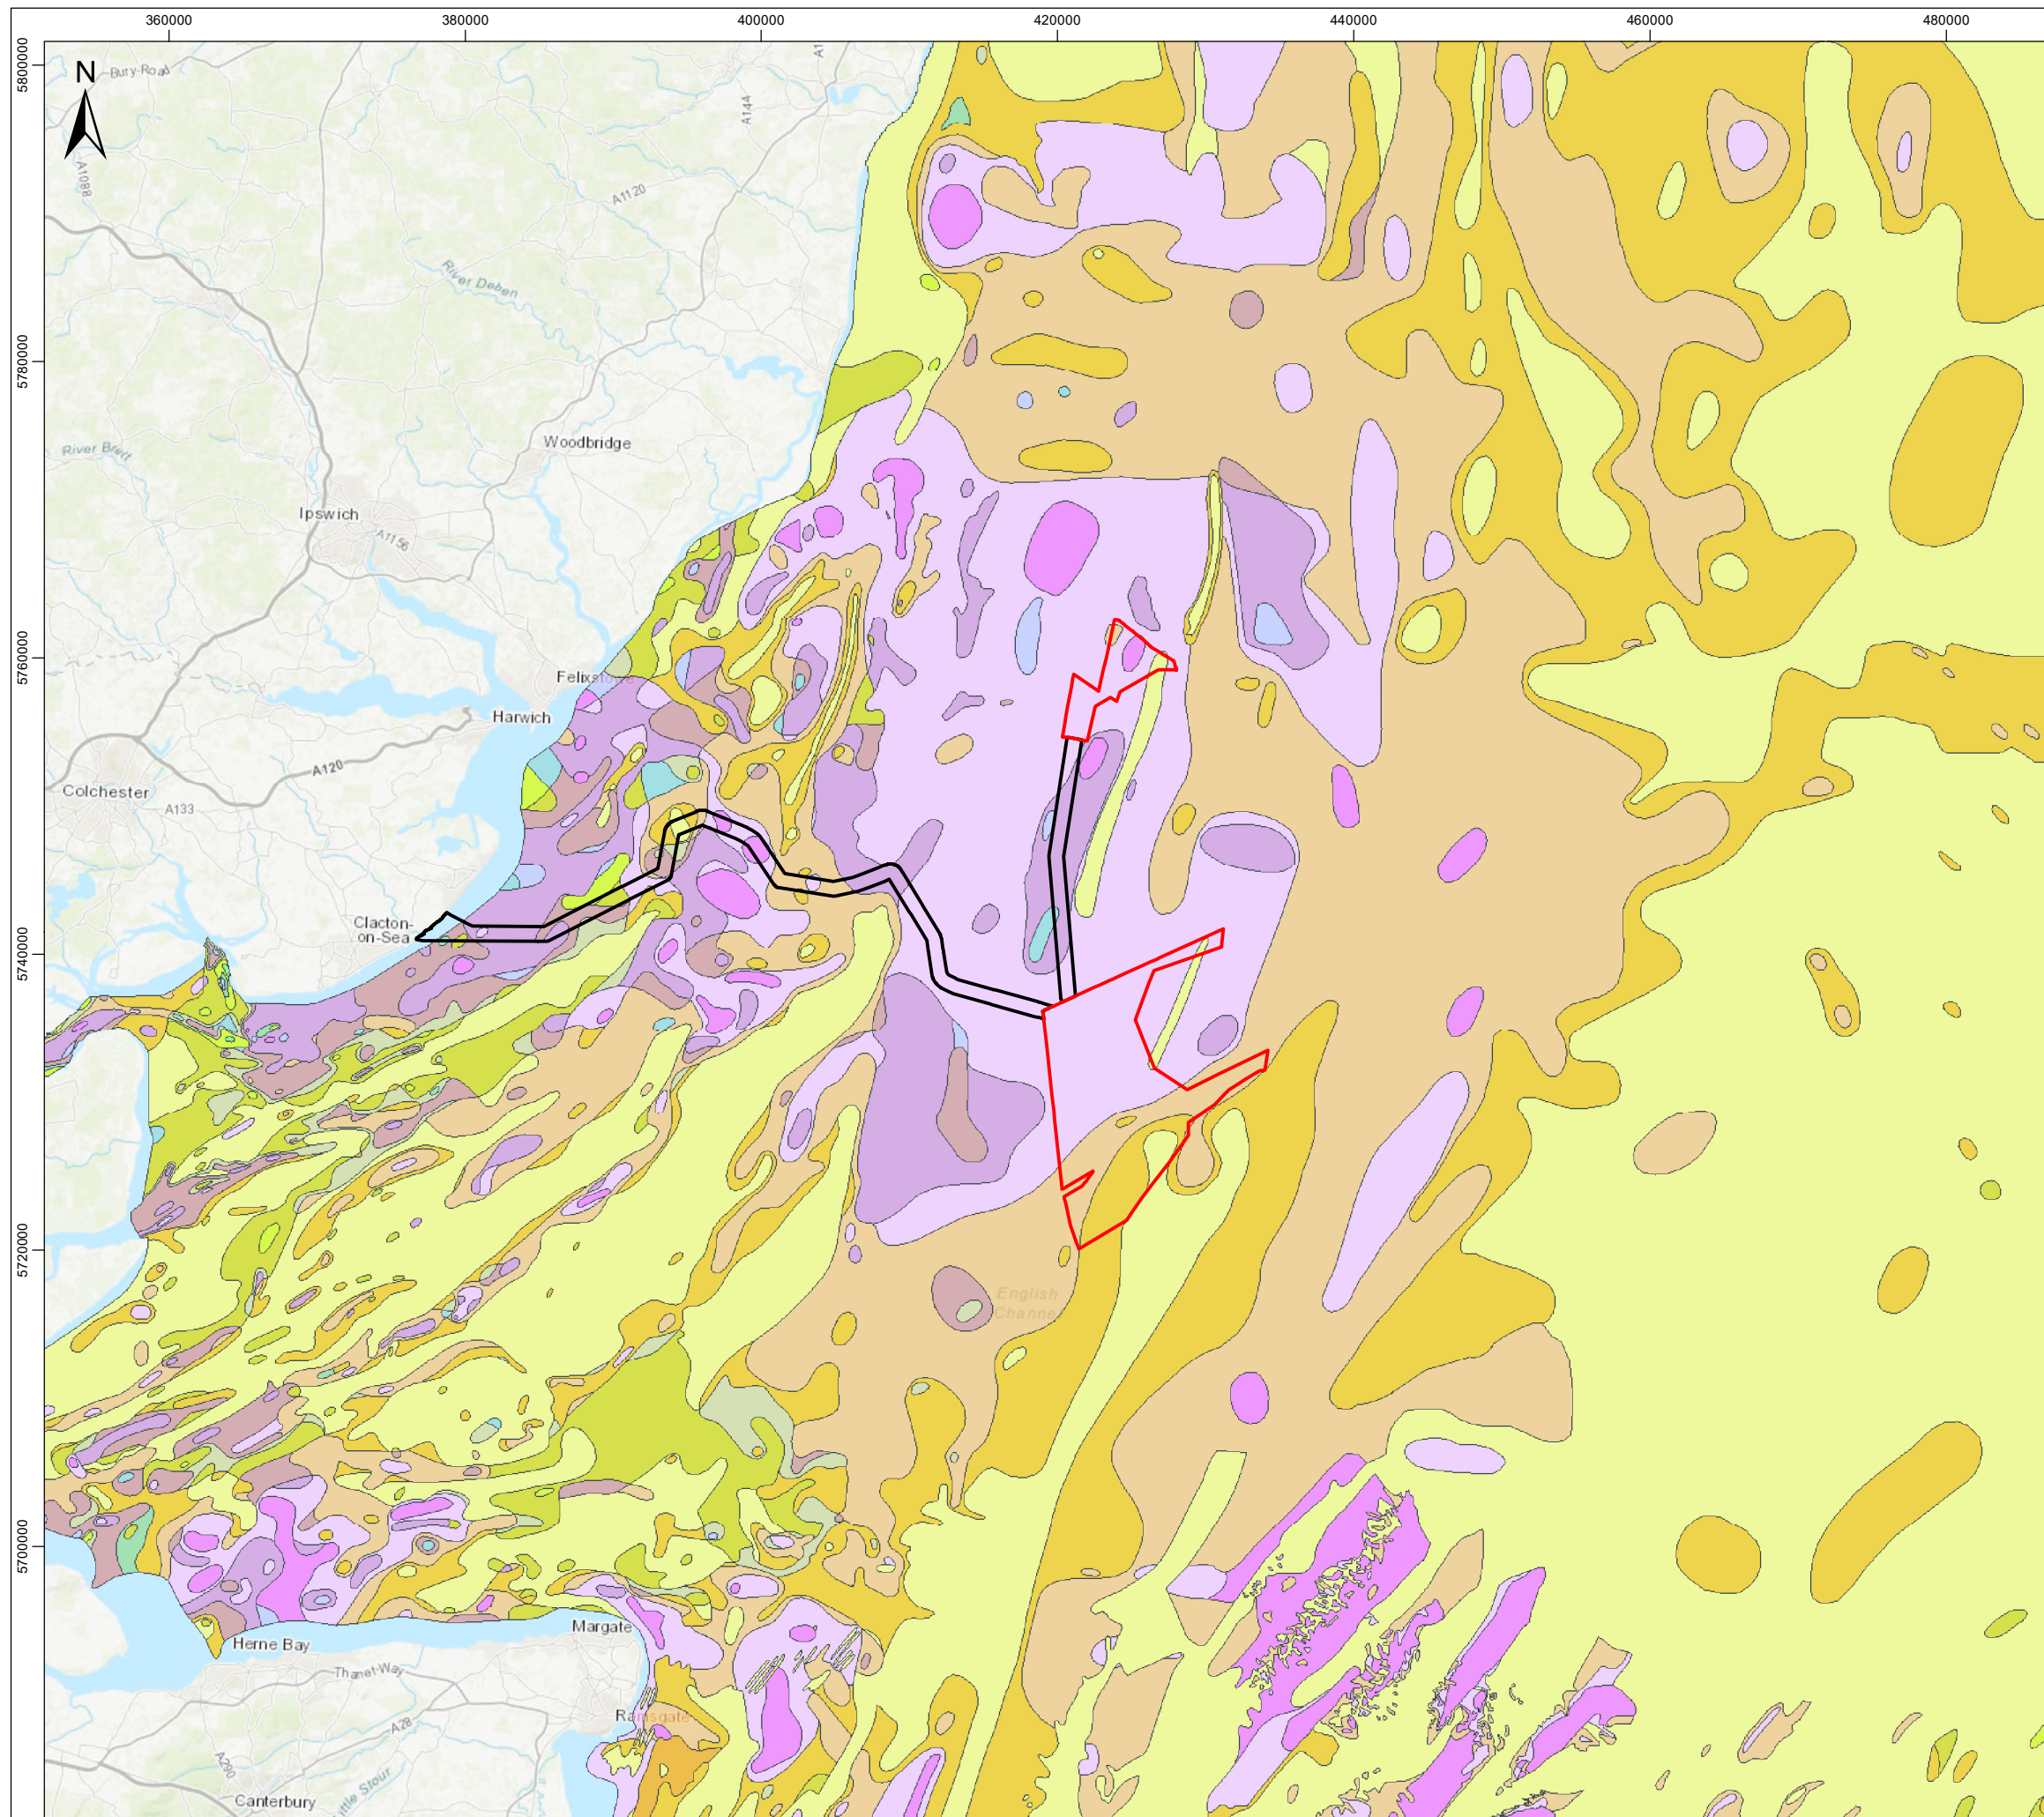 360000 380000 400000 420000 440000 460000 480000
5800000
5780000
5760000
5740000
5720000
5700000
N
Bury-Road
A1
A144
A1088
A1120
River Deben
River Brett
Woodbridge
Ipswich
A1156
Felixstowe
Harwich
A120
Colchester
A133
Clacton-
on-Sea
English
Channel
Margate
Herne Bay
Thanet-Way
Ramsgate
A28
A290
Canterbury
ttle Stour